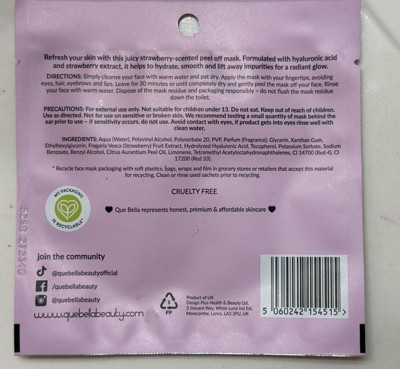 Refresh your skin with this juicy strawberry-scented peel off mask. Formulated with hyaluronic acid
and strawberry extract, it helps to hydrate, smooth and lift away impurities for a radiant glow.
DIRECTIONS: Simply cleanse your face with warm water and pat dry. Apply the mask with your fingertips, avoiding
eyes, hair, eyebrows and lips. Leave for 30 minutes or until completely dry and gently peel the mask off your face. Rinse
your face with warm water. Dispose of the mask residue and packaging responsibly - do not flush the mask residue
down the toilet.
PRECAUTIONS: For external use only. Not suitable for children under 13. Do not eat. Keep out of reach of children.
Use as directed. Not for use on sensitive or broken skin. We recommend testing a small quantity of mask behind the
ear prior to use – if sensitivity occurs, do not use. Avoid contact with eyes, if product gets into eyes rinse well with
clean water.
INGREDIENTS: Aqua (Water), Polyvinyl Alcohol, Polysorbate 20, PVP, Parfum (Fragrance), Glycerin, Xanthan Gum,
Ethylhexylglycerin, Fragaria Vesca (Strawberry) Fruit Extract, Hydrolyzed Hyaluronic Acid, Tocopherol, Potassium Sorbate, Sodium
Benzoate, Benzyl Alcohol, Citrus Aurantium Peel Oil, Limonene, Tetramethyl Acetyloctahydronaphthalenes, CI 14700 (Red 4), CI
17200 (Red 33).
* Recycle face mask packaging with soft plastics, bags, wraps and film in grocery stores or retailers that accept this material
for recycling. Clean or rinse used sachets prior to recycling.
CRUELTY FREE
MY PACKAGING
IS RECYCLABLE*
Que Bella represents honest, premium & affordable skincare
join the community
@quebellabeautyofficial
/quebellabeauty
@quebellabeauty
www.quebellabeauty.com
PP
Product of UK
Design Plus Health & Beauty Ltd,
3 Stevant Way, White Lund Ind Est,
Morecambe, Lancs, LA3 3PU, UK
5 060242 154515 >